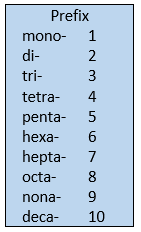 Prefix
mono- 1
di- 2
tri- 3
tetra- 4
penta- 5
hexa- 6
hepta- 7
octa- 8
nona- 9
deca- 10